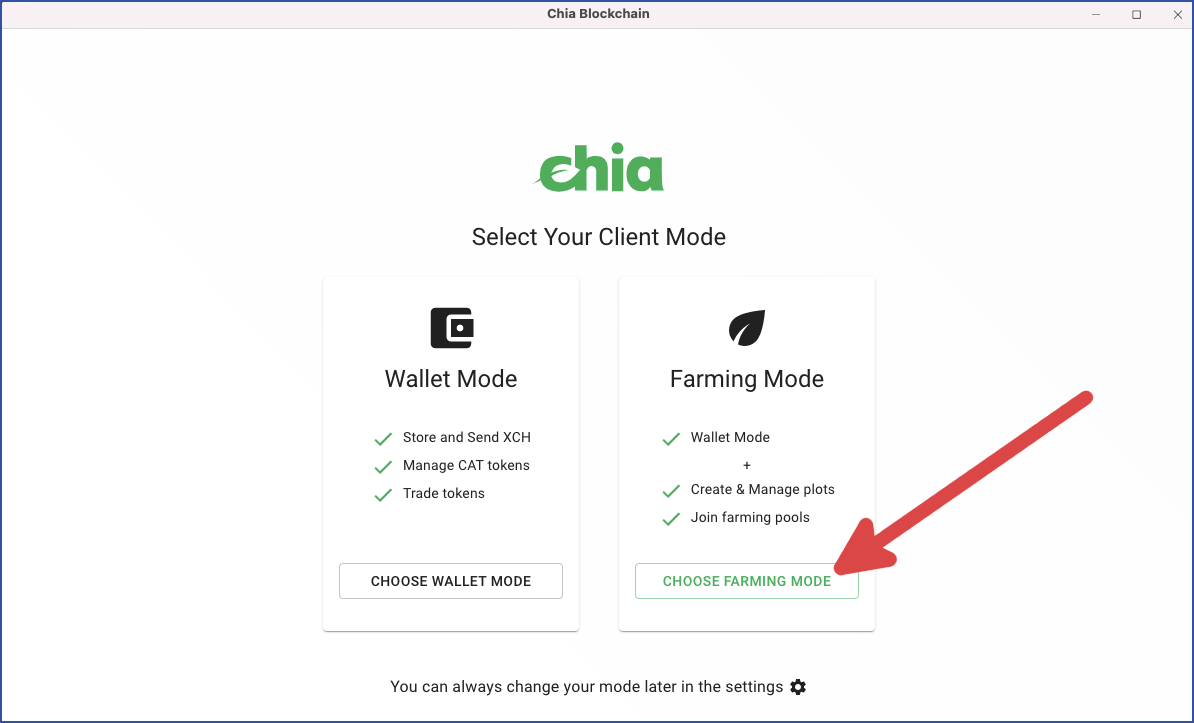 Chia Blockchain
chia
Select Your Client Mode
Wallet Mode
Store and Send XCH
Manage CAT tokens
Trade tokens
CHOOSE WALLET MODE
Farming Mode
Wallet Mode
+
Create & Manage plots
Join farming pools
CHOOSE FARMING MODE
You can always change your mode later in the settings